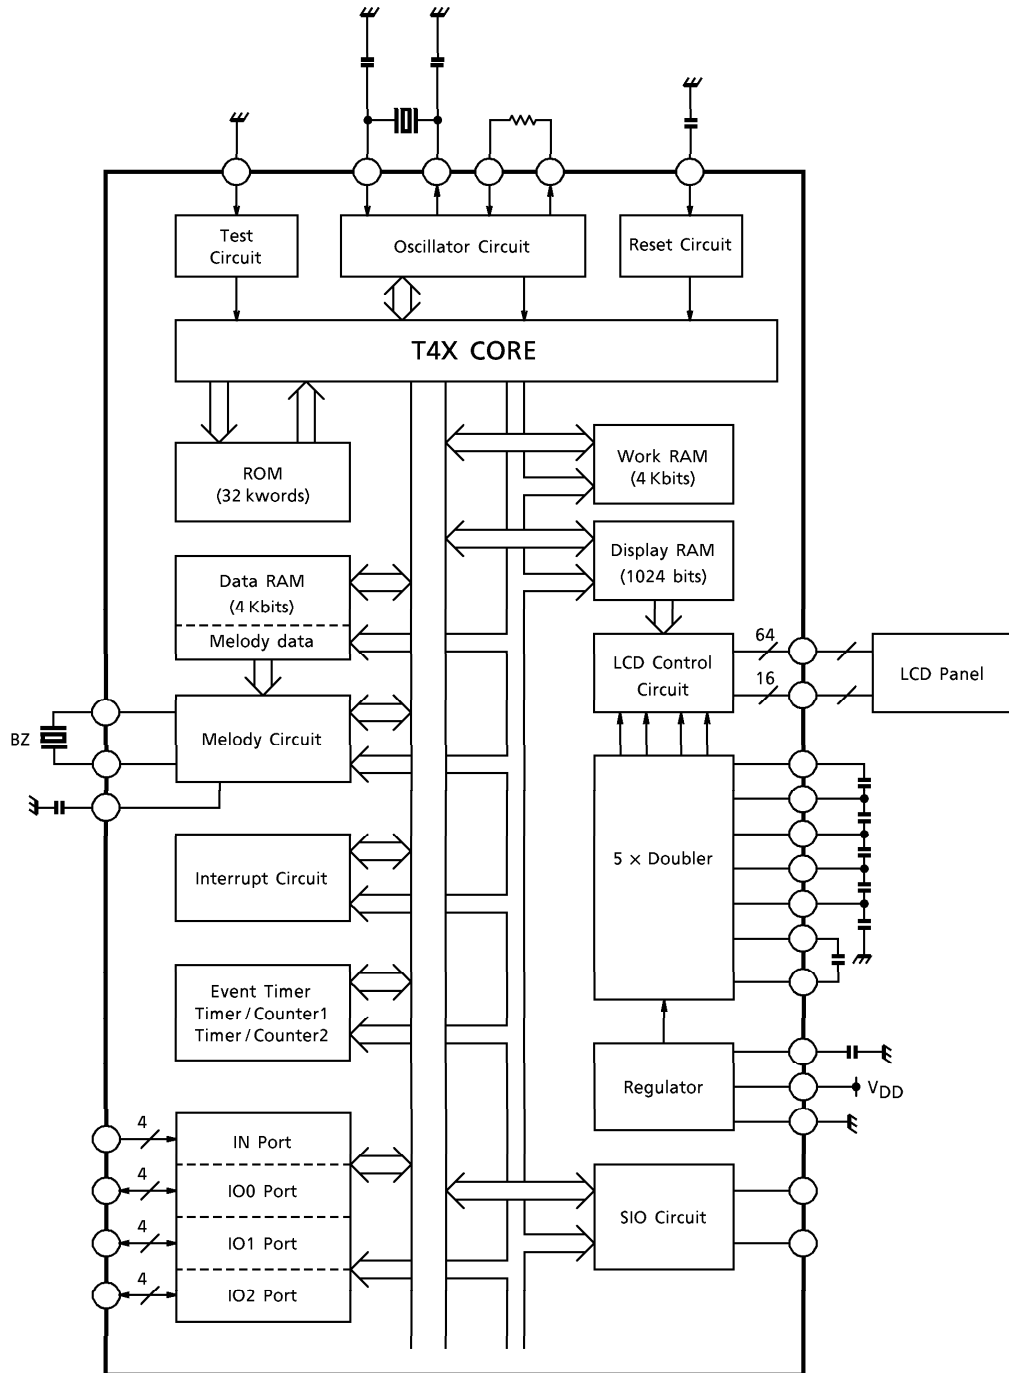 Test
Circuit
Oscillator Circuit
Reset Circuit
T4X CORE
ROM
(32 kwords)
Work RAM
(4 Kbits)
Data RAM
(4 Kbits)
Melody data
Display RAM
(1024 bits)
LCD Control
Circuit
64
16
LCD Panel
BZ
Melody Circuit
5 × Doubler
Interrupt Circuit
Event Timer
Timer / Counter1
Timer / Counter2
Regulator
VDD
4
IN Port
4
IO0 Port
4
IO1 Port
4
IO2 Port
SIO Circuit